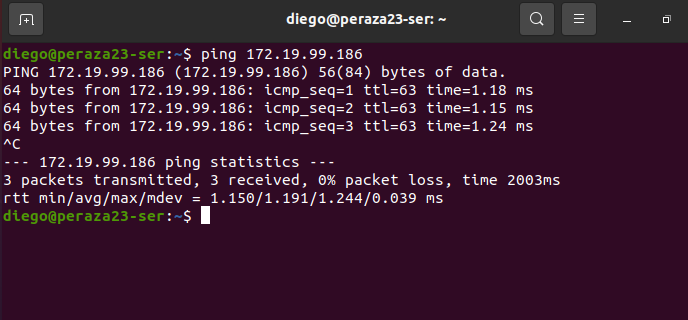 diego@peraza23-ser: ~
diego@peraza23-ser:~$ ping 172.19.99.186
PING 172.19.99.186 (172.19.99.186) 56(84) bytes of data.
64 bytes from 172.19.99.186: icmp_seq=1 ttl=63 time=1.18 ms
64 bytes from 172.19.99.186: icmp_seq=2 ttl=63 time=1.15 ms
64 bytes from 172.19.99.186: icmp_seq=3 ttl=63 time=1.24 ms
^C
--- 172.19.99.186 ping statistics ---
3 packets transmitted, 3 received, 0% packet loss, time 2003ms
rtt min/avg/max/mdev = 1.150/1.191/1.244/0.039 ms
diego@peraza23-ser:~$